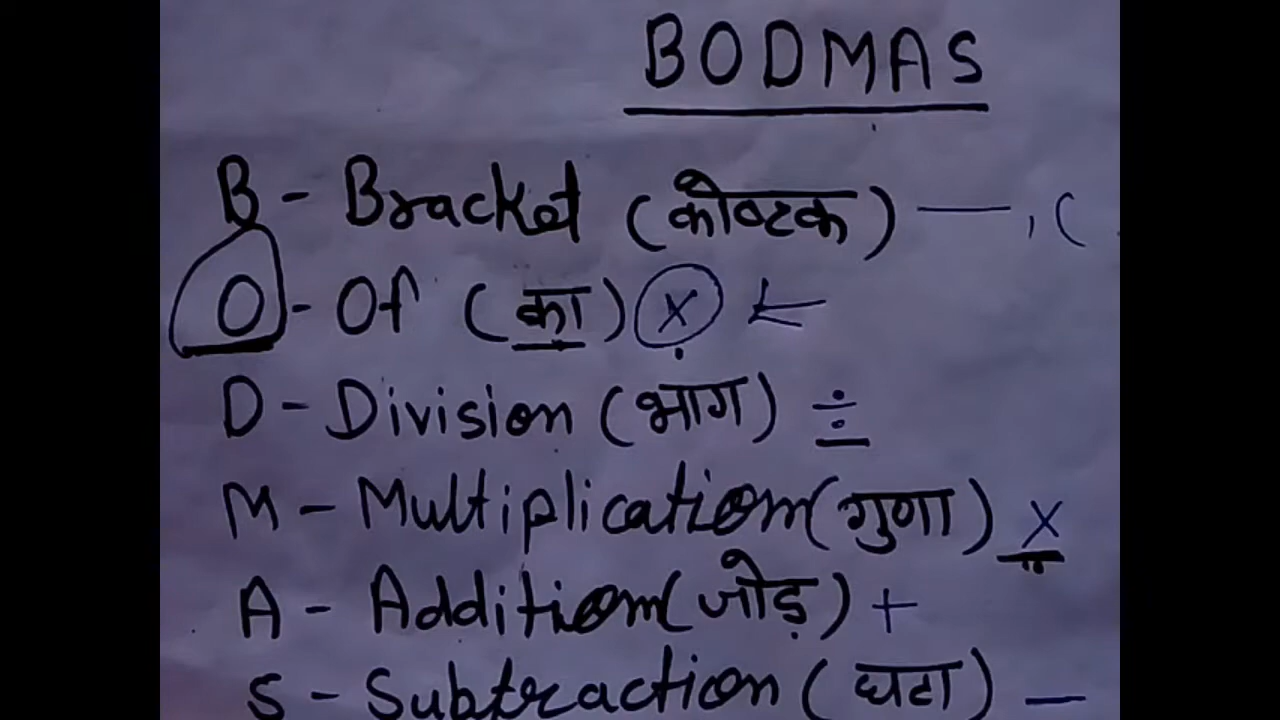 BODMAS
B - Bracket (कोष्टक) —, (
O - Of (का) × ←
D - Division (भाग) ÷
M - Multiplication (गुणा) ×
A - Addition (जोड़) +
S - Subtraction (घटा) —